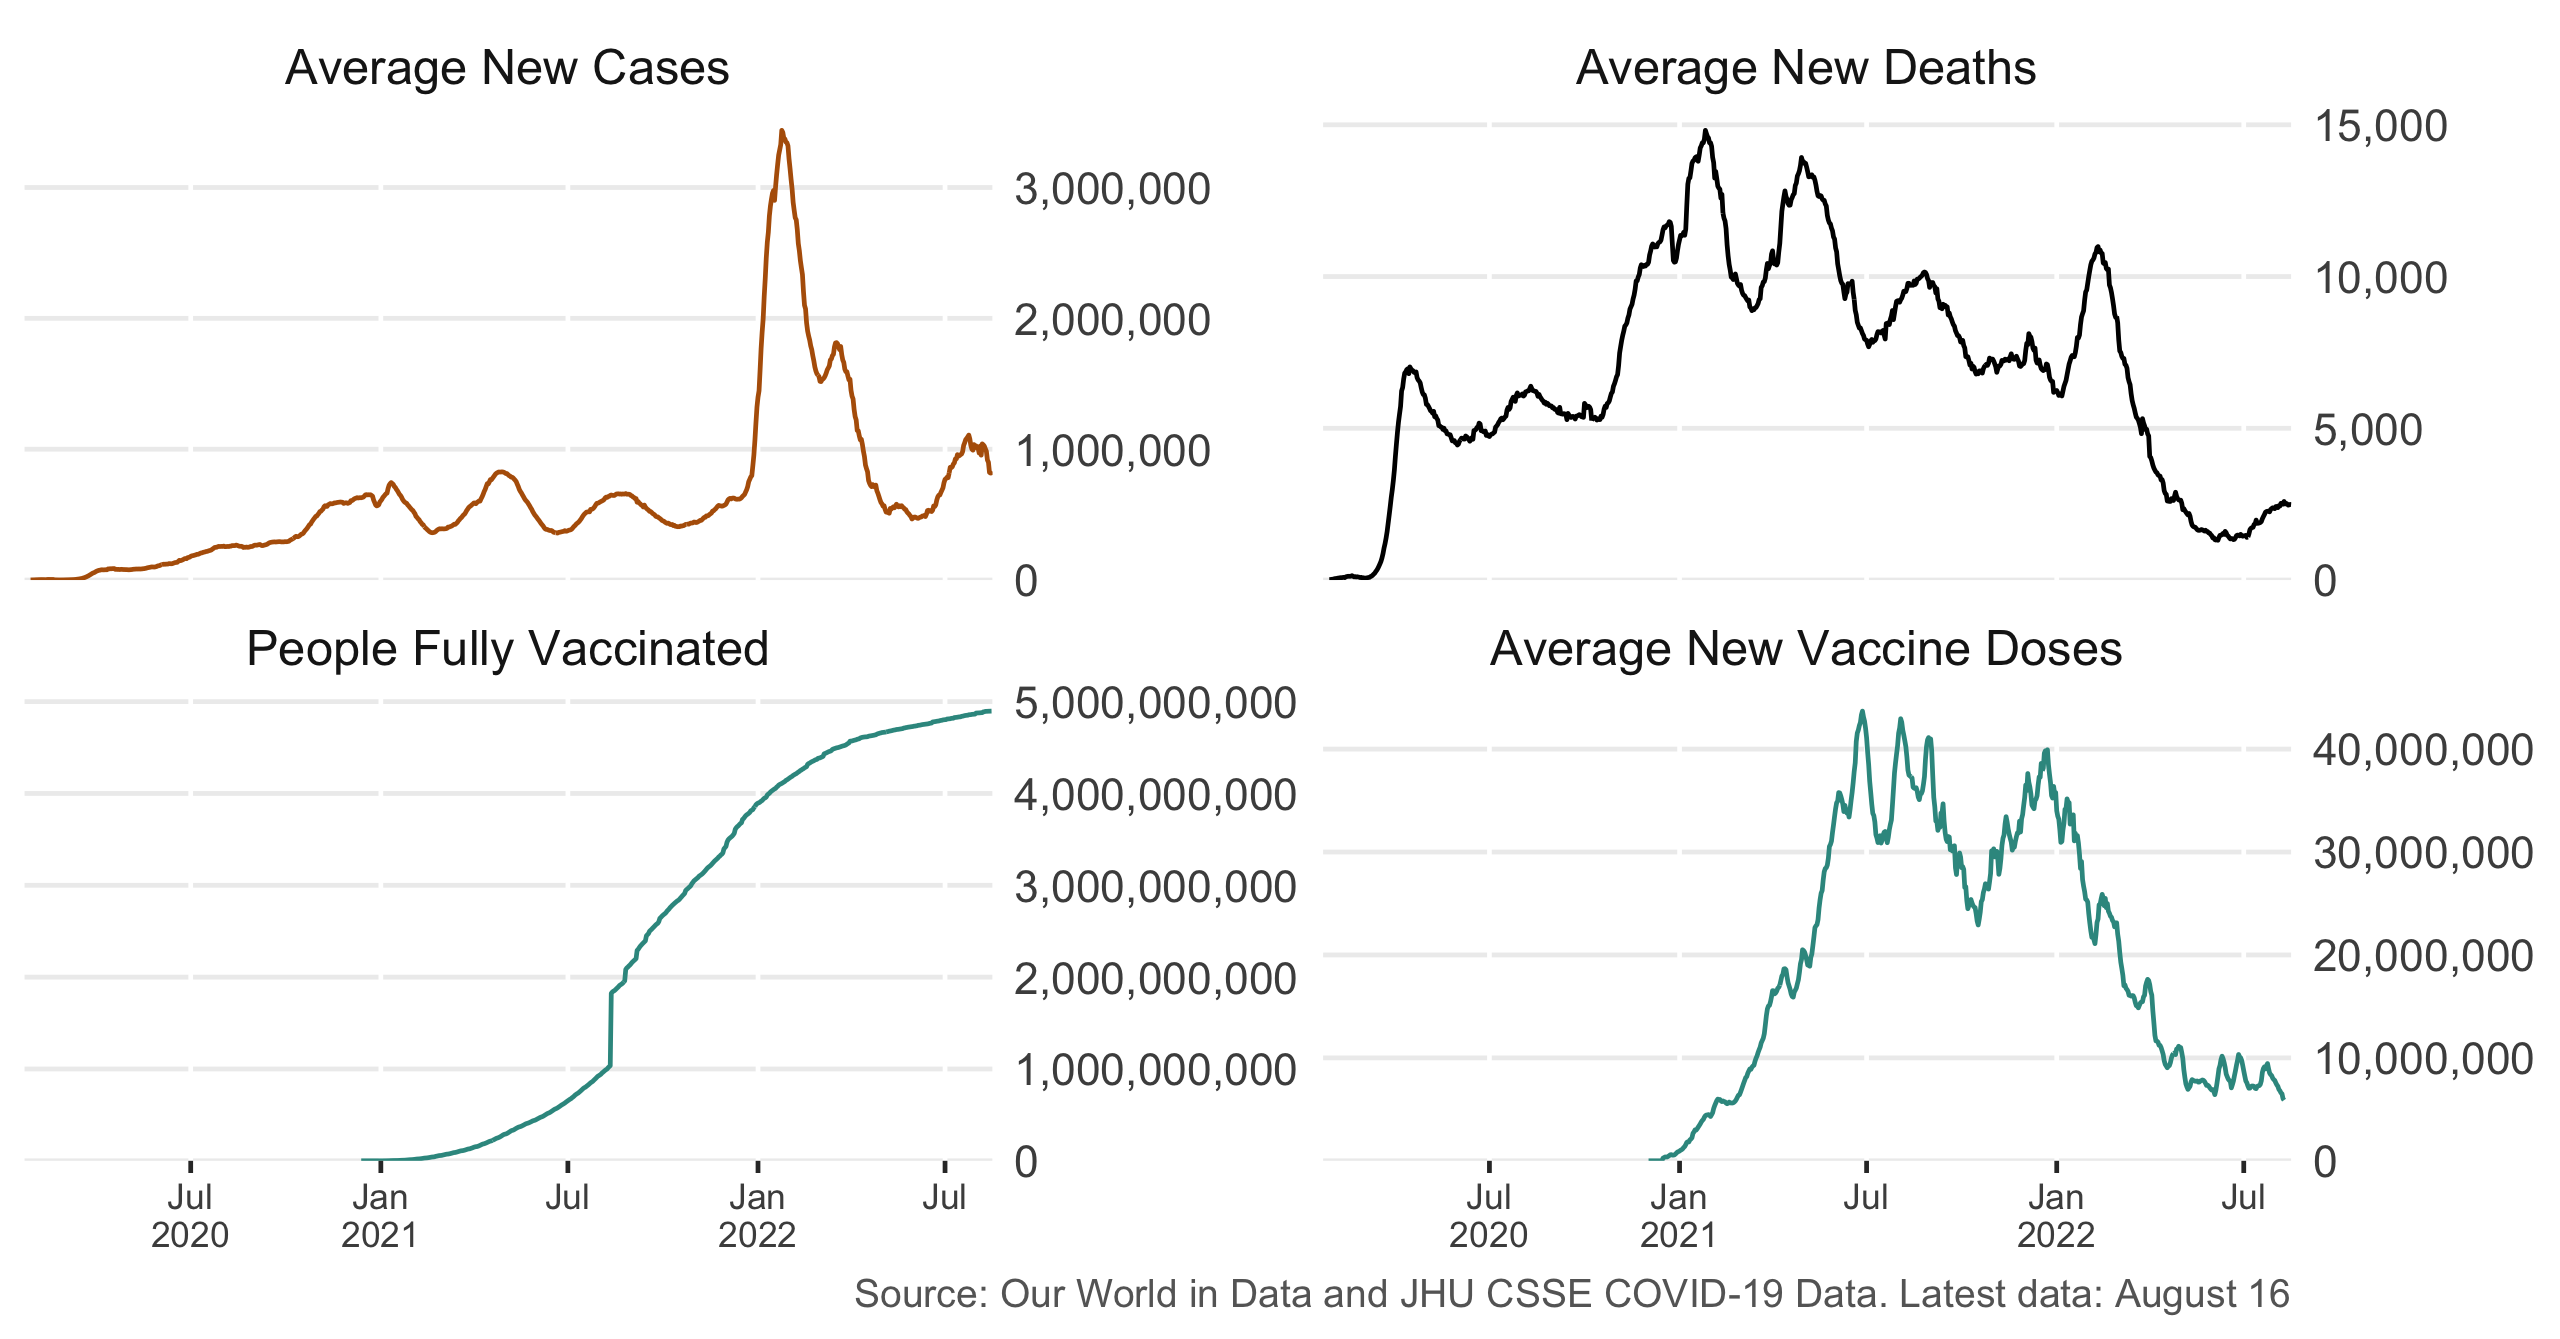 Average New Cases
3,000,000
2,000,000
1,000,000
0
Average New Deaths
15,000
10,000
5,000
0
People Fully Vaccinated
5,000,000,000
4,000,000,000
3,000,000,000
2,000,000,000
1,000,000,000
0
Jul Jan Jul Jan Jul
2020 2021 2022
Average New Vaccine Doses
40,000,000
30,000,000
20,000,000
10,000,000
0
Jul Jan Jul Jan Jul
2020 2021 2022
Source: Our World in Data and JHU CSSE COVID-19 Data. Latest data: August 16